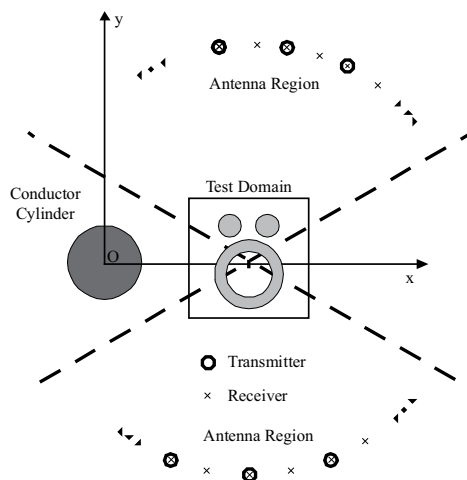 y
Antenna Region
Test Domain
Conductor
Cylinder
O
x
Transmitter
× Receiver
Antenna Region